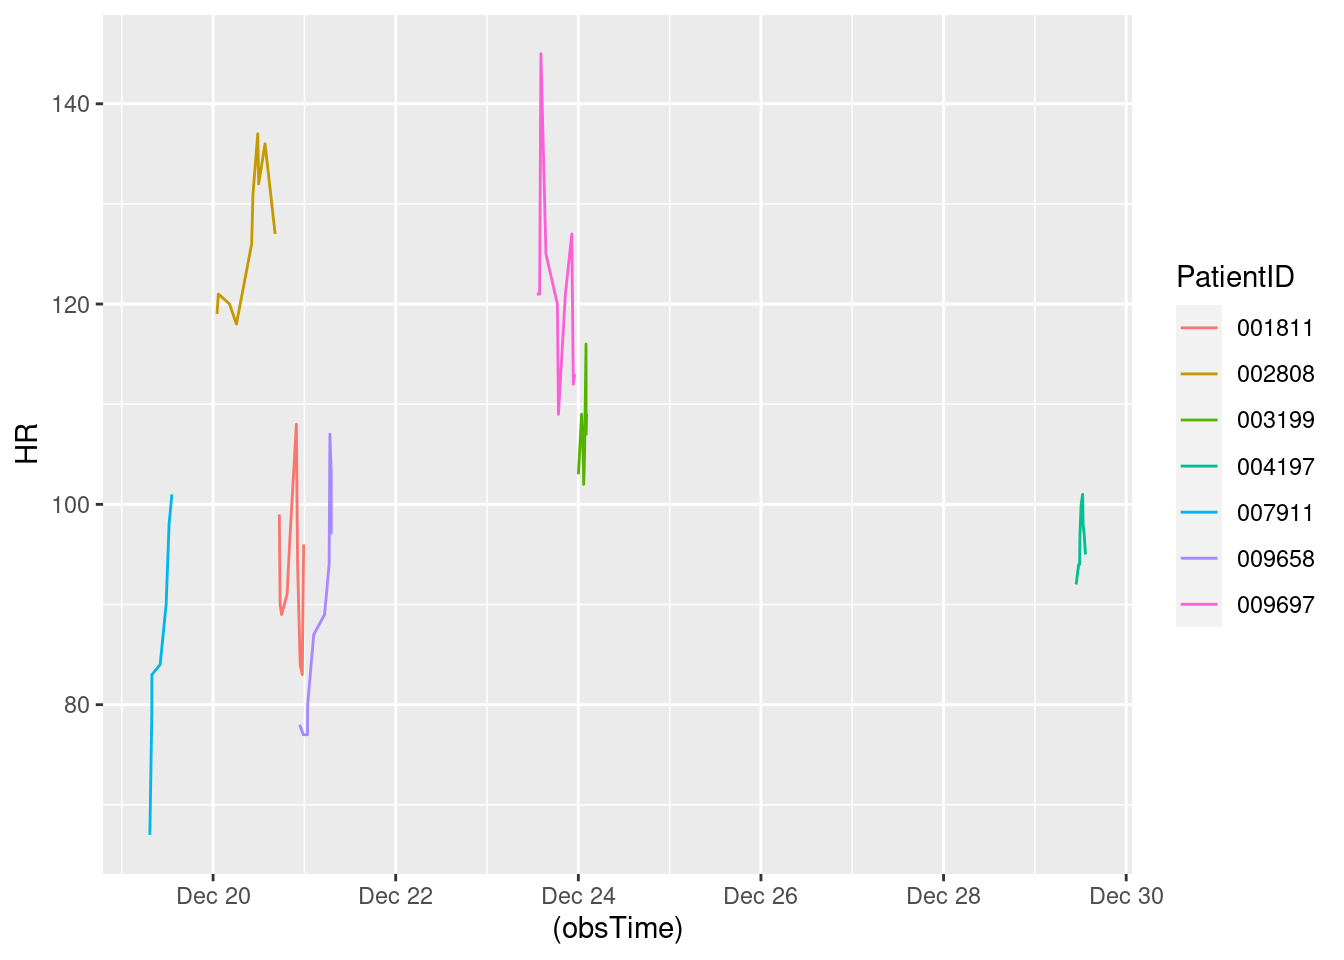 140
120
100
80
HR
Dec 20
Dec 22
Dec 24
Dec 26
Dec 28
Dec 30
(obsTime)
PatientID
001811
002808
003199
004197
007911
009658
009697